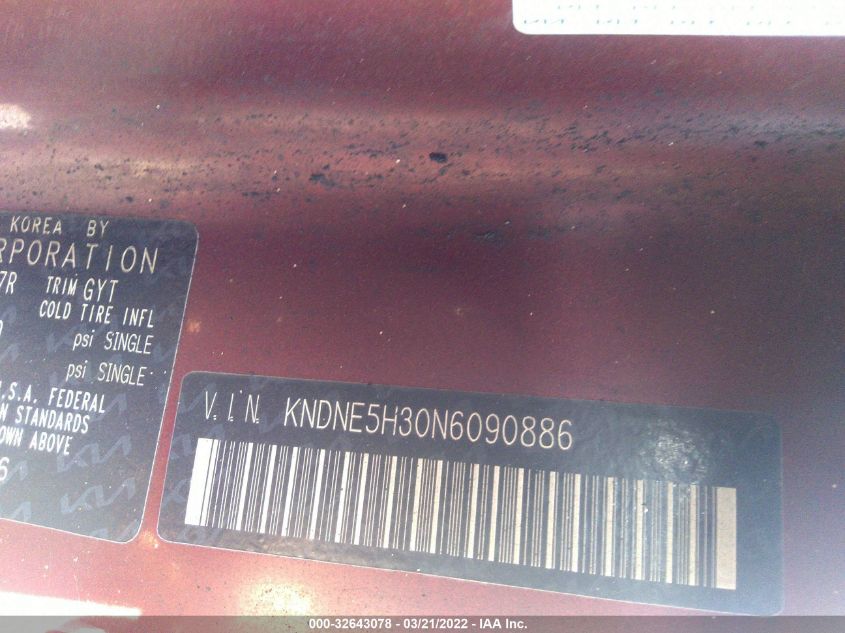 KOREA BY
RPORATION
7R TRIM GYT
COLD TIRE INFL
psi SINGLE
psi SINGLE
.S.A. FEDERAL
N STANDARDS
OWN ABOVE
6
V.I.N. KNDNE5H30N6090886
000-32643078 - 03/21/2022 - IAA Inc.